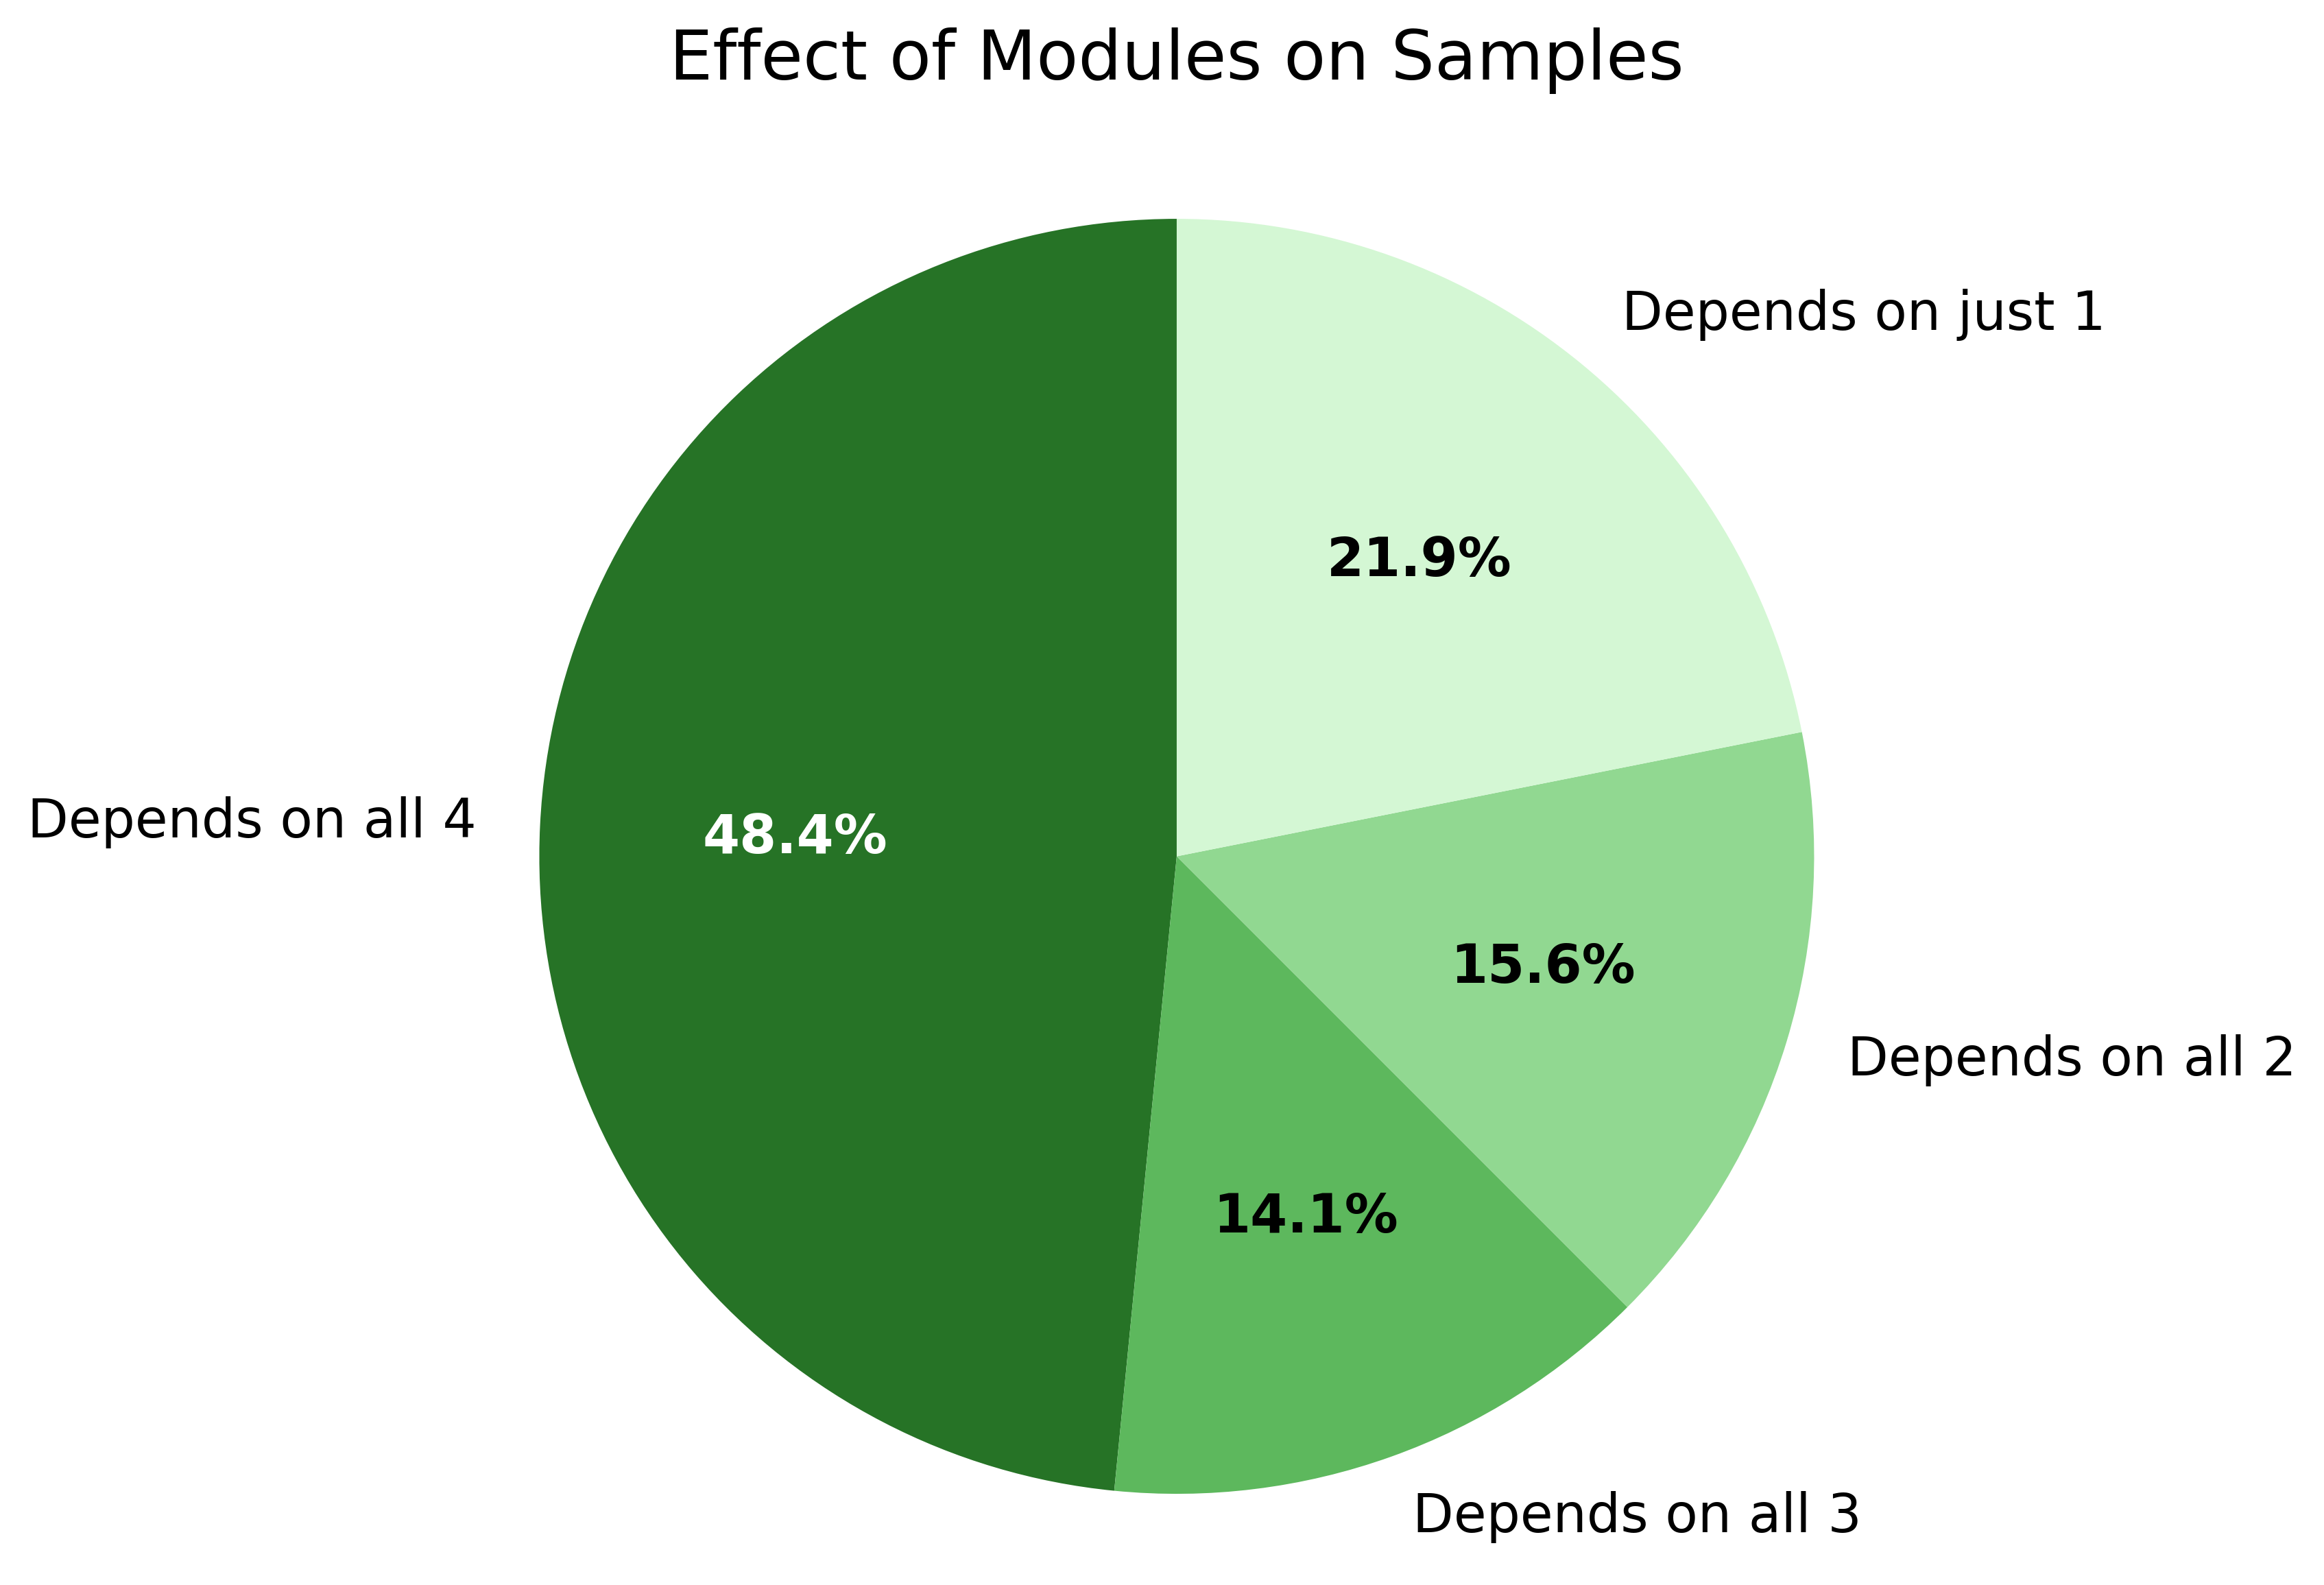 Effect of Modules on Samples
Depends on just 1
21.9%
Depends on all 4
48.4%
15.6%
Depends on all 2
14.1%
Depends on all 3